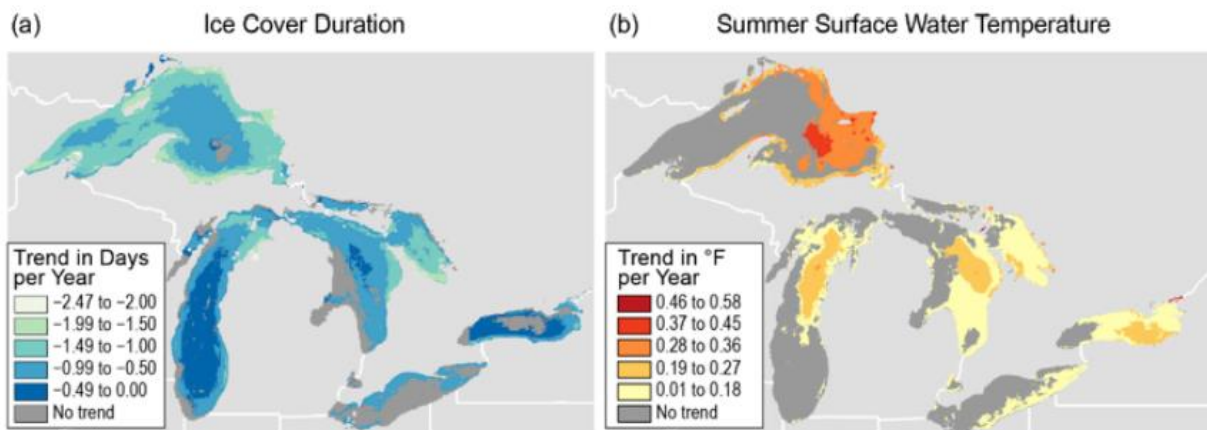 (a) Ice Cover Duration
(b) Summer Surface Water Temperature
Trend in Days
per Year
−2.47 to −2.00
−1.99 to −1.50
−1.49 to −1.00
−0.99 to −0.50
−0.49 to 0.00
No trend
Trend in °F
per Year
0.46 to 0.58
0.37 to 0.45
0.28 to 0.36
0.19 to 0.27
0.01 to 0.18
No trend